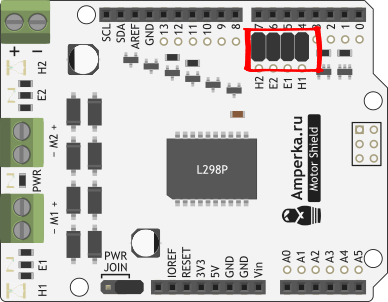 + −
H2
E2
− M2 +
PWR
− M1 +
E1
H1
SCL
SDA
AREF
GND
13
12
11
10
9
8
7
6
5
4
3
2
1
0
H2
E2
E1
H1
L298P
Amperka.ru
Motor Shield
PWR
JOIN
IOREF
RESET
3V3
5V
GND
GND
Vin
A0
A1
A2
A3
A4
A5